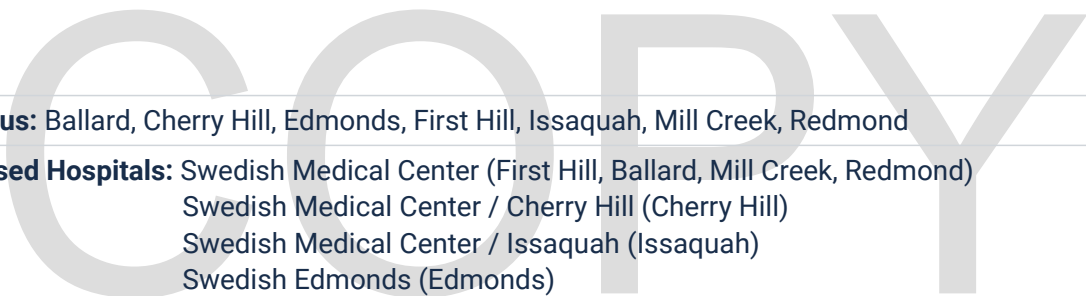 COPY
us: Ballard, Cherry Hill, Edmonds, First Hill, Issaquah, Mill Creek, Redmond
sed Hospitals: Swedish Medical Center (First Hill, Ballard, Mill Creek, Redmond)
Swedish Medical Center / Cherry Hill (Cherry Hill)
Swedish Medical Center / Issaquah (Issaquah)
Swedish Edmonds (Edmonds)